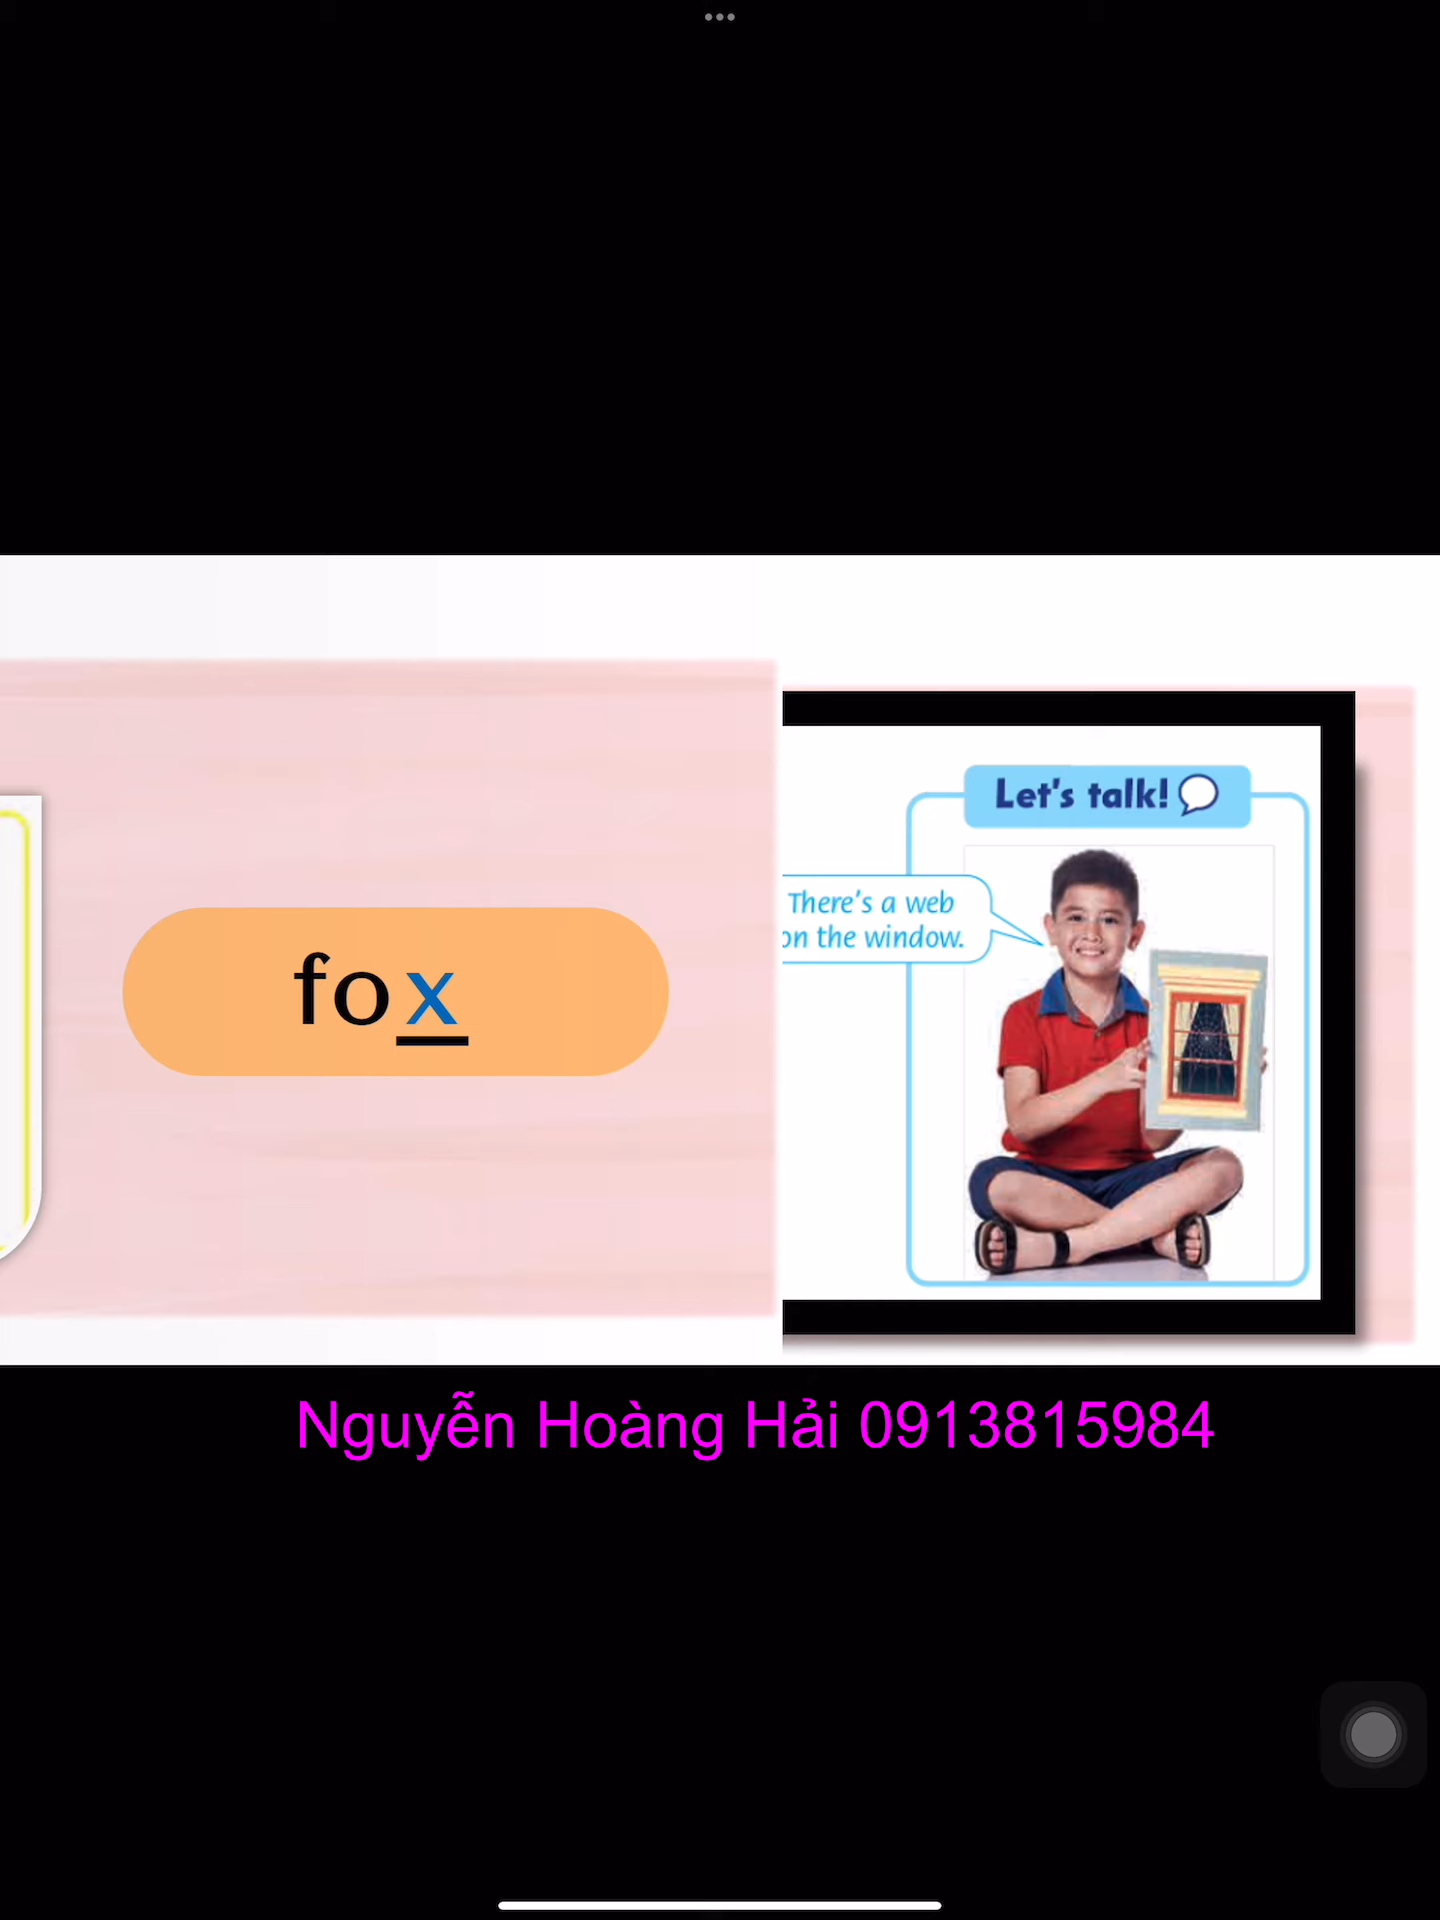 fox
Let's talk!
There's a web
on the window.
Nguyễn Hoàng Hải 0913815984